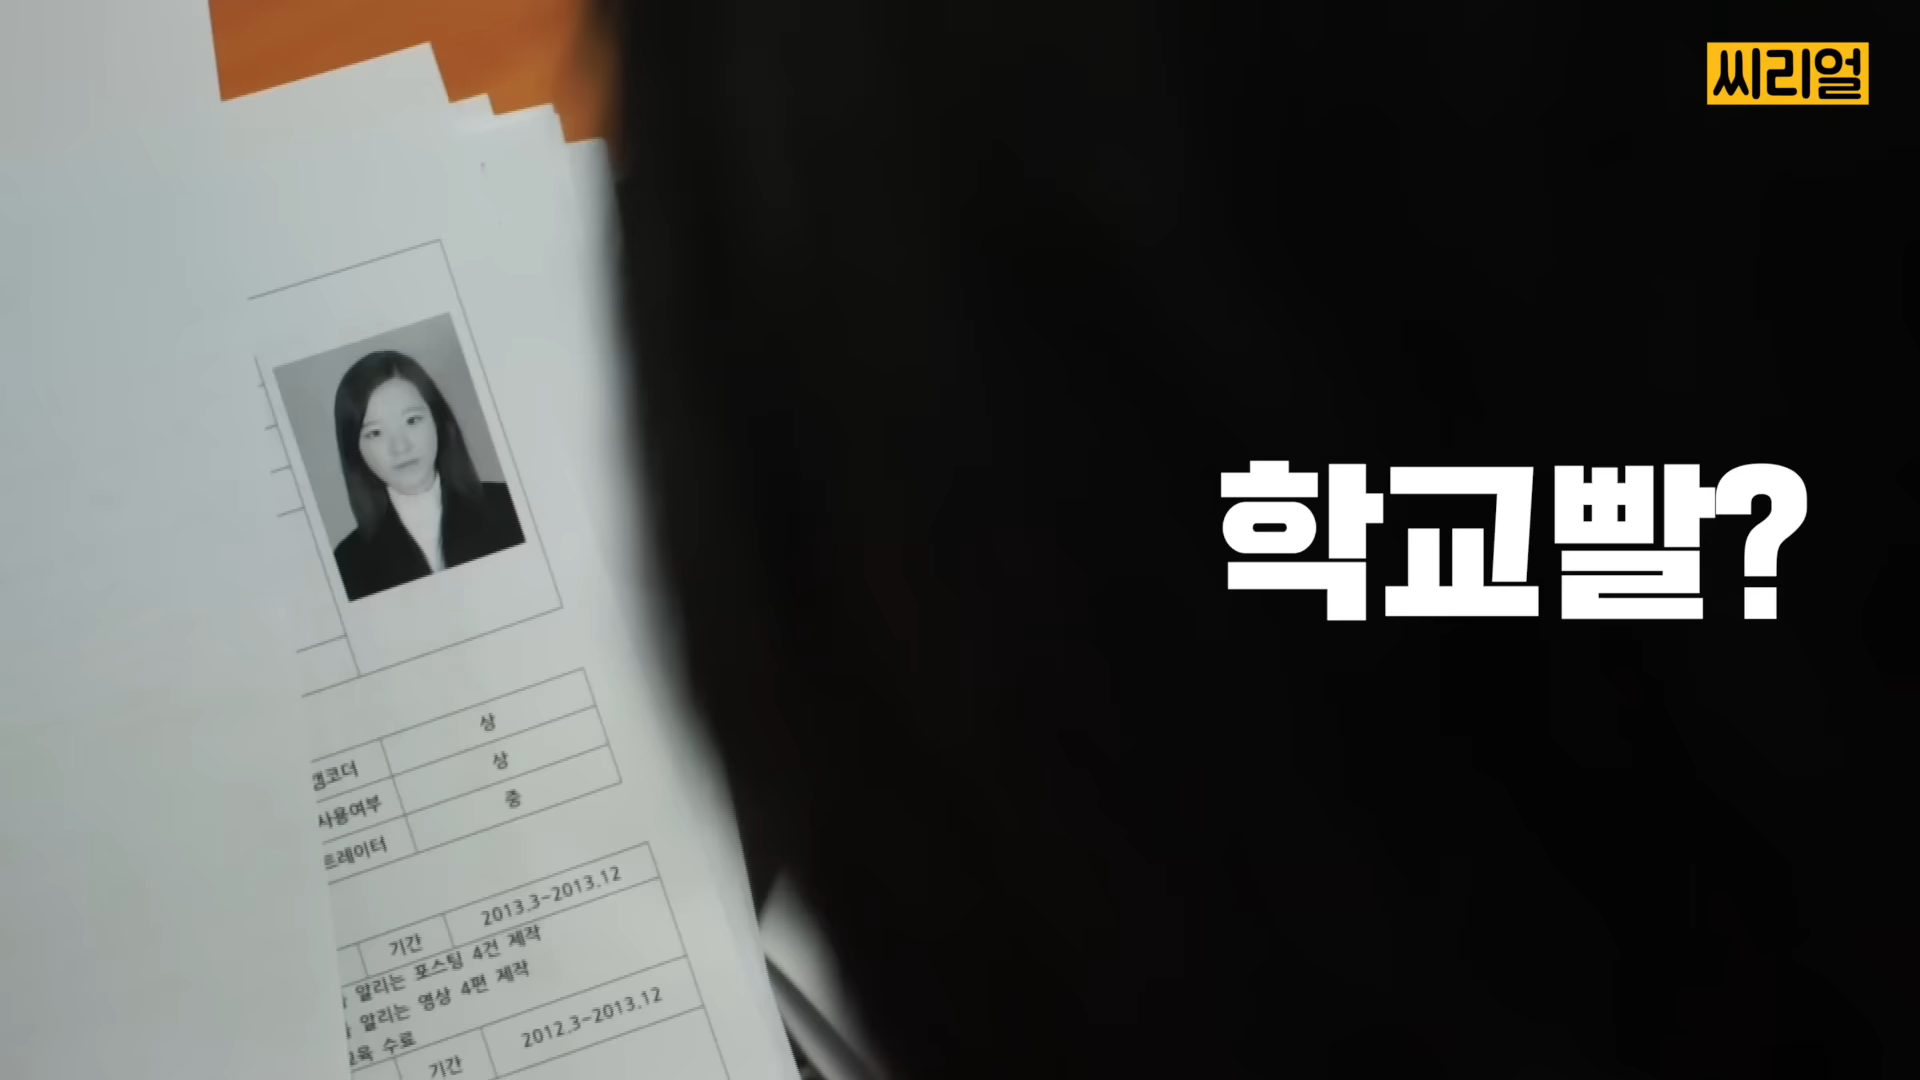 씨리얼
학교빨?
상
캠코더
상
사용여부
중
트레이터
기간 2013.3-2013.12
알리는 포스팅 4건 제작
알리는 영상 4편 제작
교육 수료
기간 2012.3-2013.12